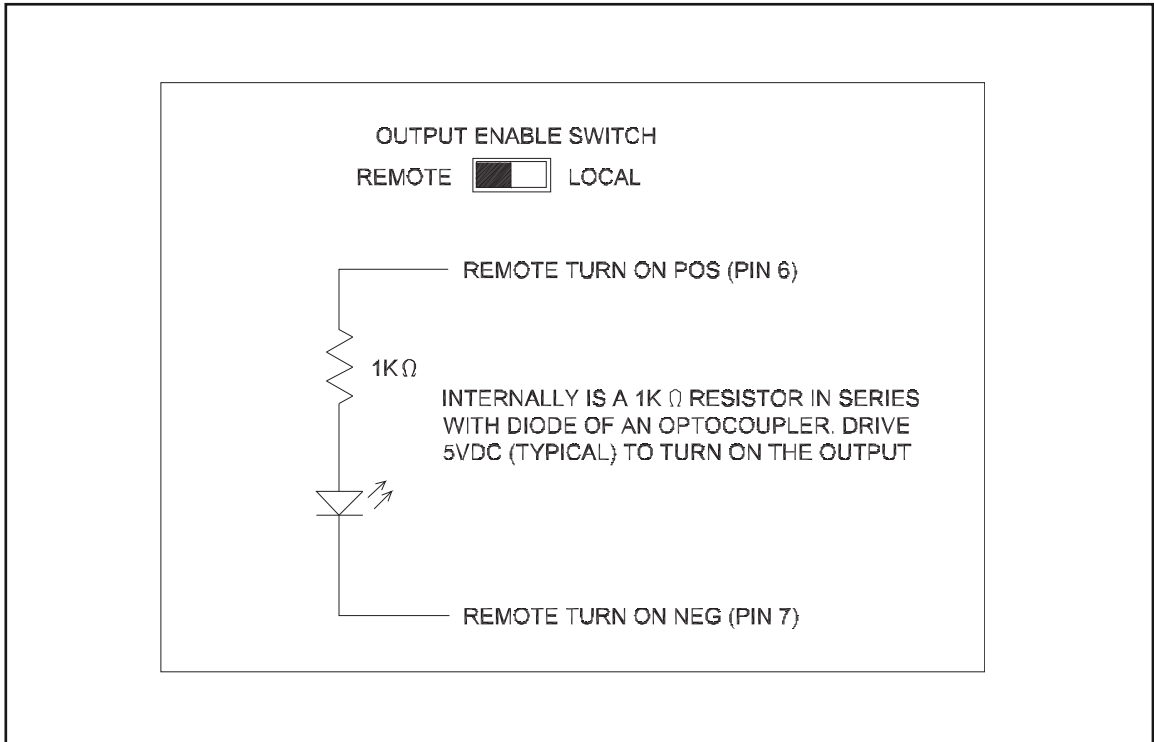 OUTPUT ENABLE SWITCH
REMOTE LOCAL
REMOTE TURN ON POS (PIN 6)
1K Ω
INTERNALLY IS A 1K Ω RESISTOR IN SERIES
WITH DIODE OF AN OPTOCOUPLER. DRIVE
5VDC (TYPICAL) TO TURN ON THE OUTPUT
REMOTE TURN ON NEG (PIN 7)